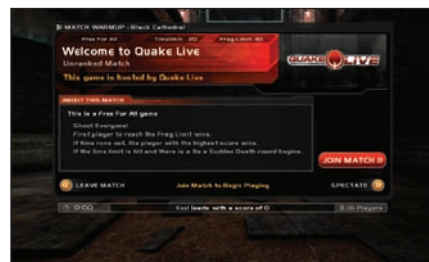 MATCH WARMUP - Black Cathedral
Free For All Timelimit: 20 Frag Limit: 50
Welcome to Quake Live
Unranked Match
This game is hosted by Quake Live
QUAKE LIVE
ABOUT THIS MATCH
This is a Free For All game
Shoot Everyone!
First player to reach the Frag Limit wins.
If time runs out, the player with the highest score wins.
If the time limit is hit and there is a tie a Sudden Death round begins.
JOIN MATCH »
LEAVE MATCH Join Match to Begin Playing SPECTATE
0:00 leads with a score of 0 Players